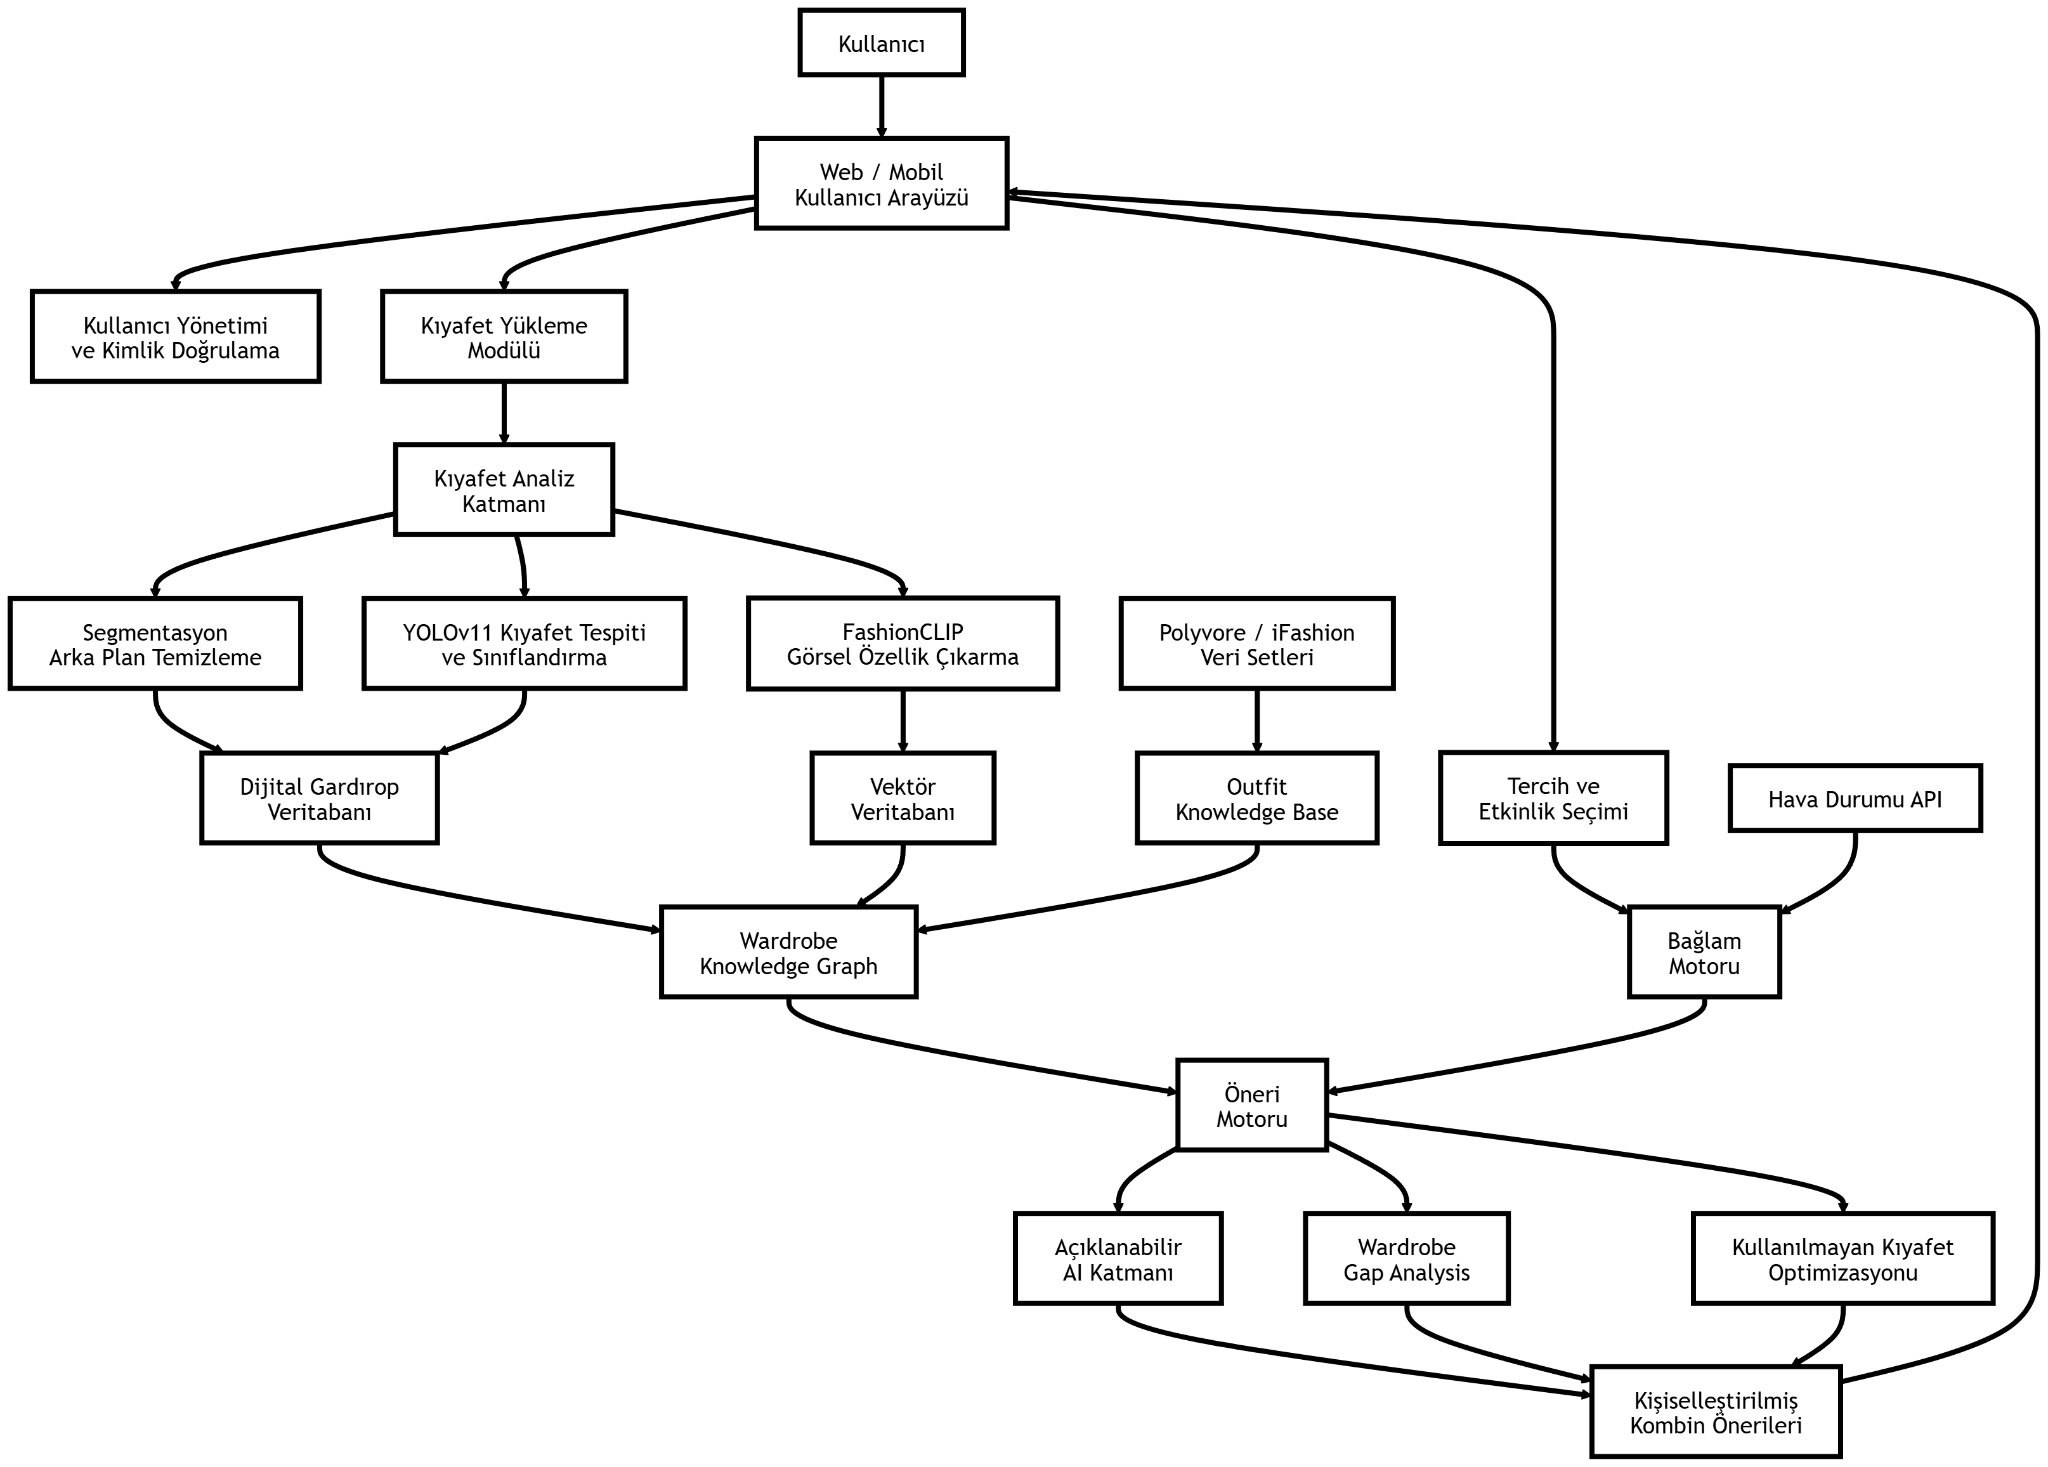 Kullanıcı
Web / Mobil
Kullanıcı Arayüzü
Kullanıcı Yönetimi
ve Kimlik Doğrulama
Kıyafet Yükleme
Modülü
Kıyafet Analiz
Katmanı
Segmentasyon
Arka Plan Temizleme
YOLOv11 Kıyafet Tespiti
ve Sınıflandırma
FashionCLIP
Görsel Özellik Çıkarma
Polyvore / iFashion
Veri Setleri
Dijital Gardırop
Veritabanı
Vektör
Veritabanı
Outfit
Knowledge Base
Tercih ve
Etkinlik Seçimi
Hava Durumu API
Wardrobe
Knowledge Graph
Bağlam
Motoru
Öneri
Motoru
Açıklanabilir
AI Katmanı
Wardrobe
Gap Analysis
Kullanılmayan Kıyafet
Optimizasyonu
Kişiselleştirilmiş
Kombin Önerileri